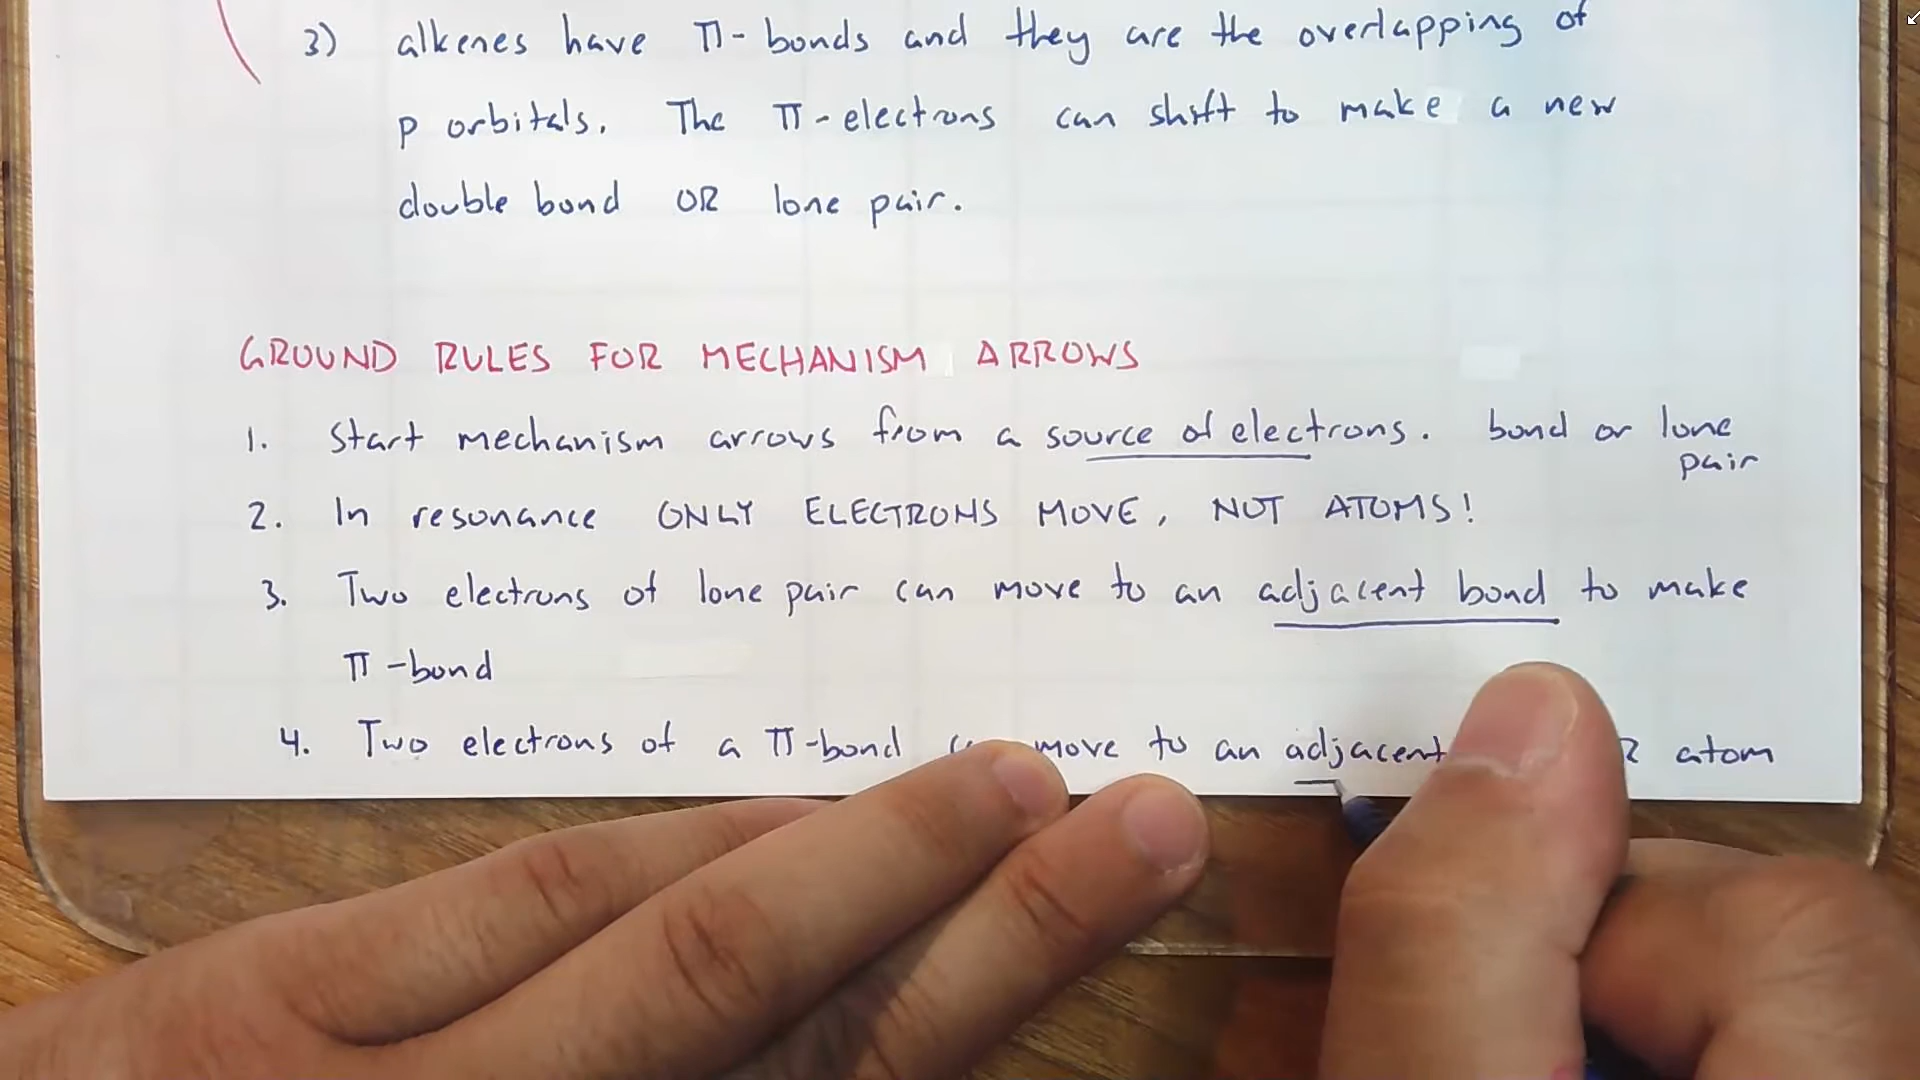 3) alkenes have π-bonds and they are the overlapping of
p orbitals. The π-electrons can shift to make a new
double bond OR lone pair.
GROUND RULES FOR MECHANISM ARROWS
1. Start mechanism arrows from a source of electrons. bond or lone
pair
2. In resonance ONLY ELECTRONS MOVE, NOT ATOMS!
3. Two electrons of lone pair can move to an adjacent bond to make
π-bond
4. Two electrons of a π-bond move to an adjacent atom